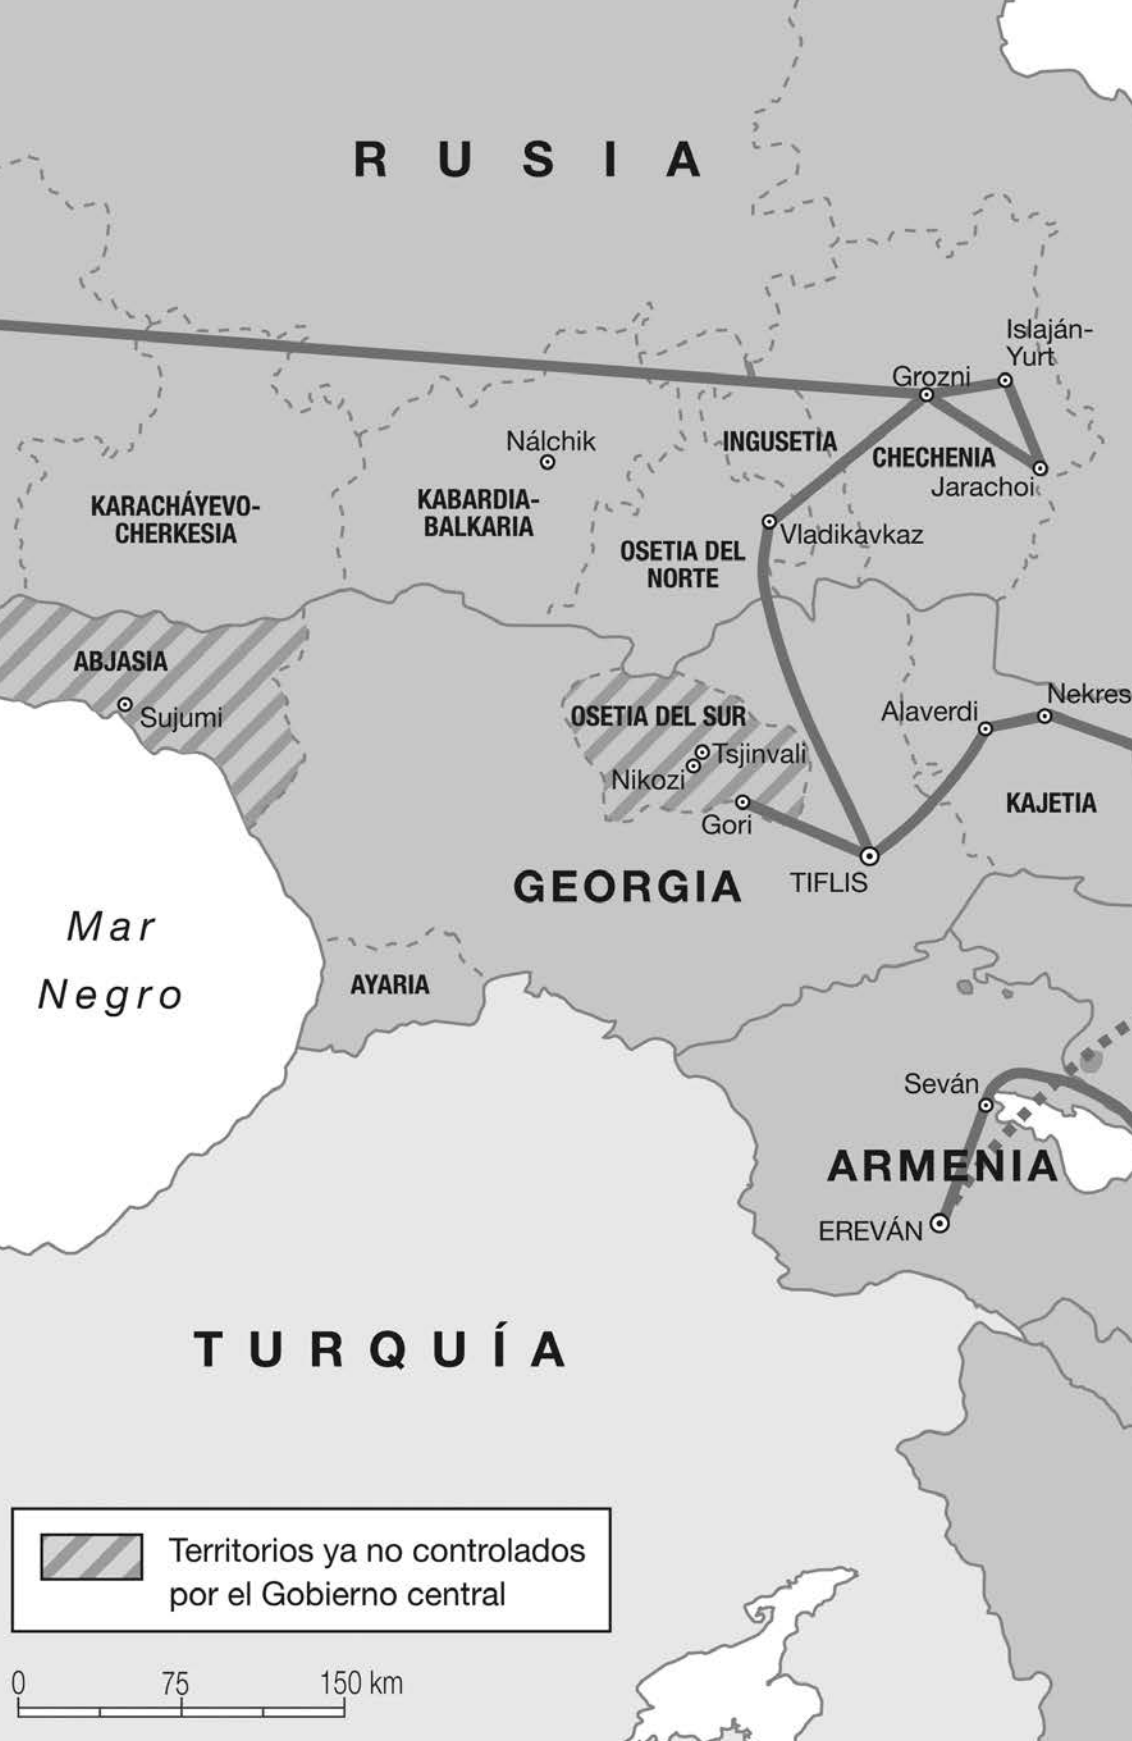 RUSIA
Islaján-
Yurt
Grozni
Nálchik
INGUSETIA
CHECHENIA
Jarachoi
KARACHÁYEVO-
CHERKESIA
KABARDIA-
BALKARIA
Vladikavkaz
OSETIA DEL
NORTE
ABJASIA
Sujumi
OSETIA DEL SUR
Alaverdi
Nekres
Tsjinvali
Nikozi
Gori
KAJETIA
TIFLIS
GEORGIA
Mar
Negro
AYARIA
Seván
ARMENIA
EREVÁN
TURQUÍA
Territorios ya no controlados
por el Gobierno central
0 75 150 km